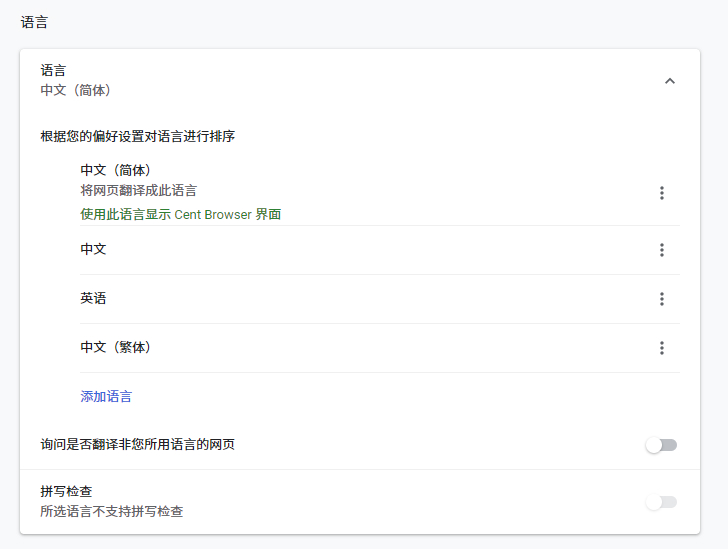 语言
语言
中文（简体）
根据您的偏好设置对语言进行排序
中文（简体）
将网页翻译成此语言
使用此语言显示 Cent Browser 界面
中文
英语
中文（繁体）
添加语言
询问是否翻译非您所用语言的网页
拼写检查
所选语言不支持拼写检查